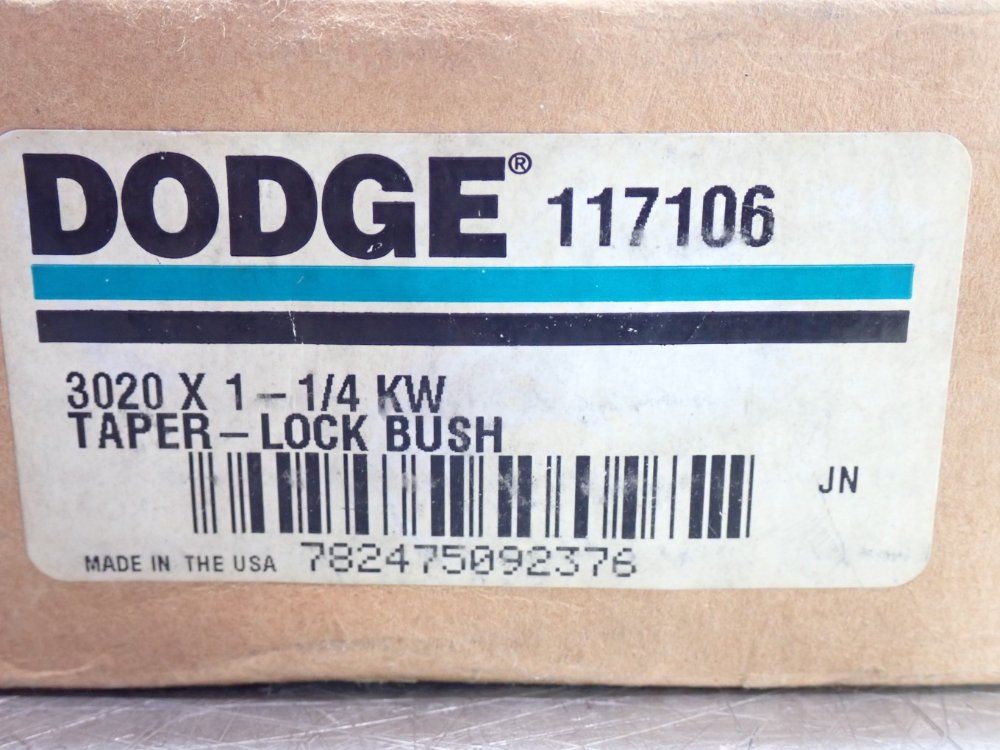 DODGE® 117106
3020 X 1-1/4 KW
TAPER-LOCK BUSH
JN
MADE IN THE USA 782475092376